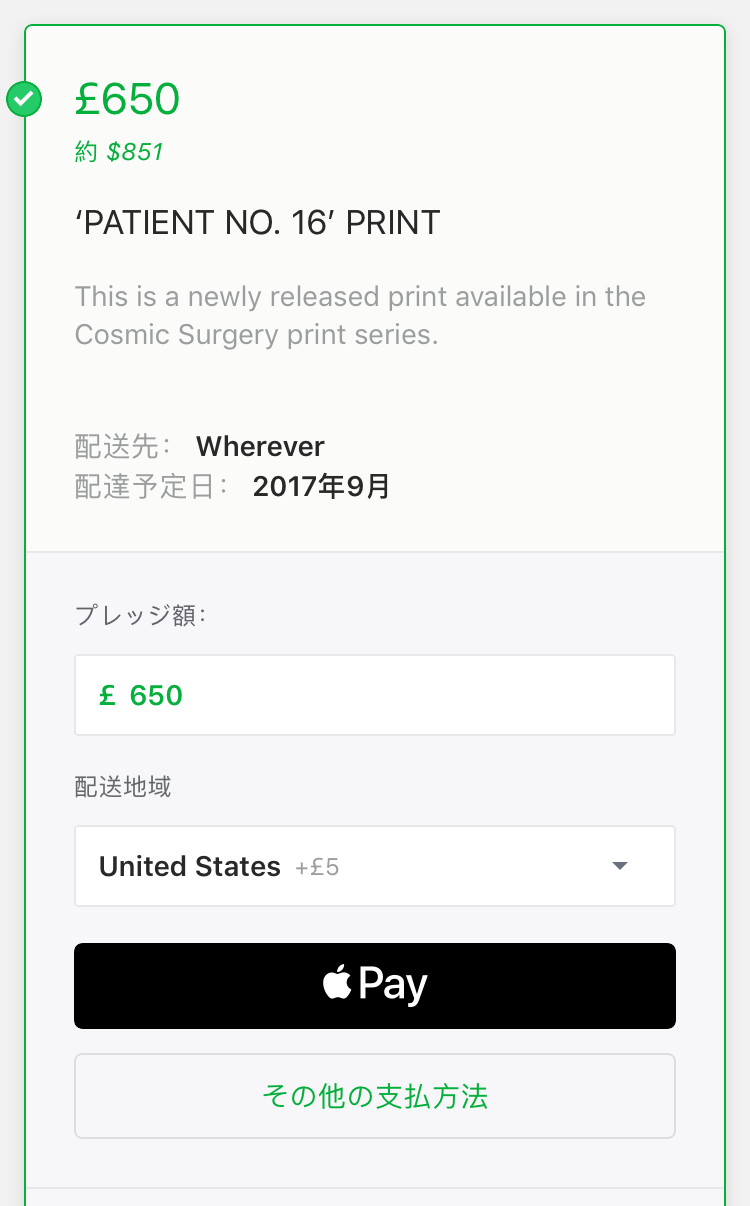 £650
約 $851
‘PATIENT NO. 16’ PRINT
This is a newly released print available in the
Cosmic Surgery print series.
配送先： Wherever
配達予定日： 2017年9月
プレッジ額：
£ 650
配送地域
United States +£5
Pay
その他の支払方法